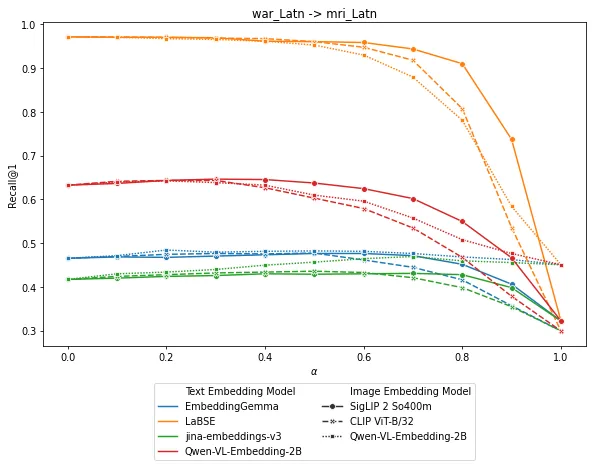 war_Latn -> mri_Latn
1.0
0.9
0.8
0.7
0.6
0.5
0.4
0.3
Recall@1
0.0 0.2 0.4 0.6 0.8 1.0
α
Text Embedding Model Image Embedding Model
EmbeddingGemma SigLIP 2 So400m
LaBSE CLIP ViT-B/32
jina-embeddings-v3 Qwen-VL-Embedding-2B
Qwen-VL-Embedding-2B